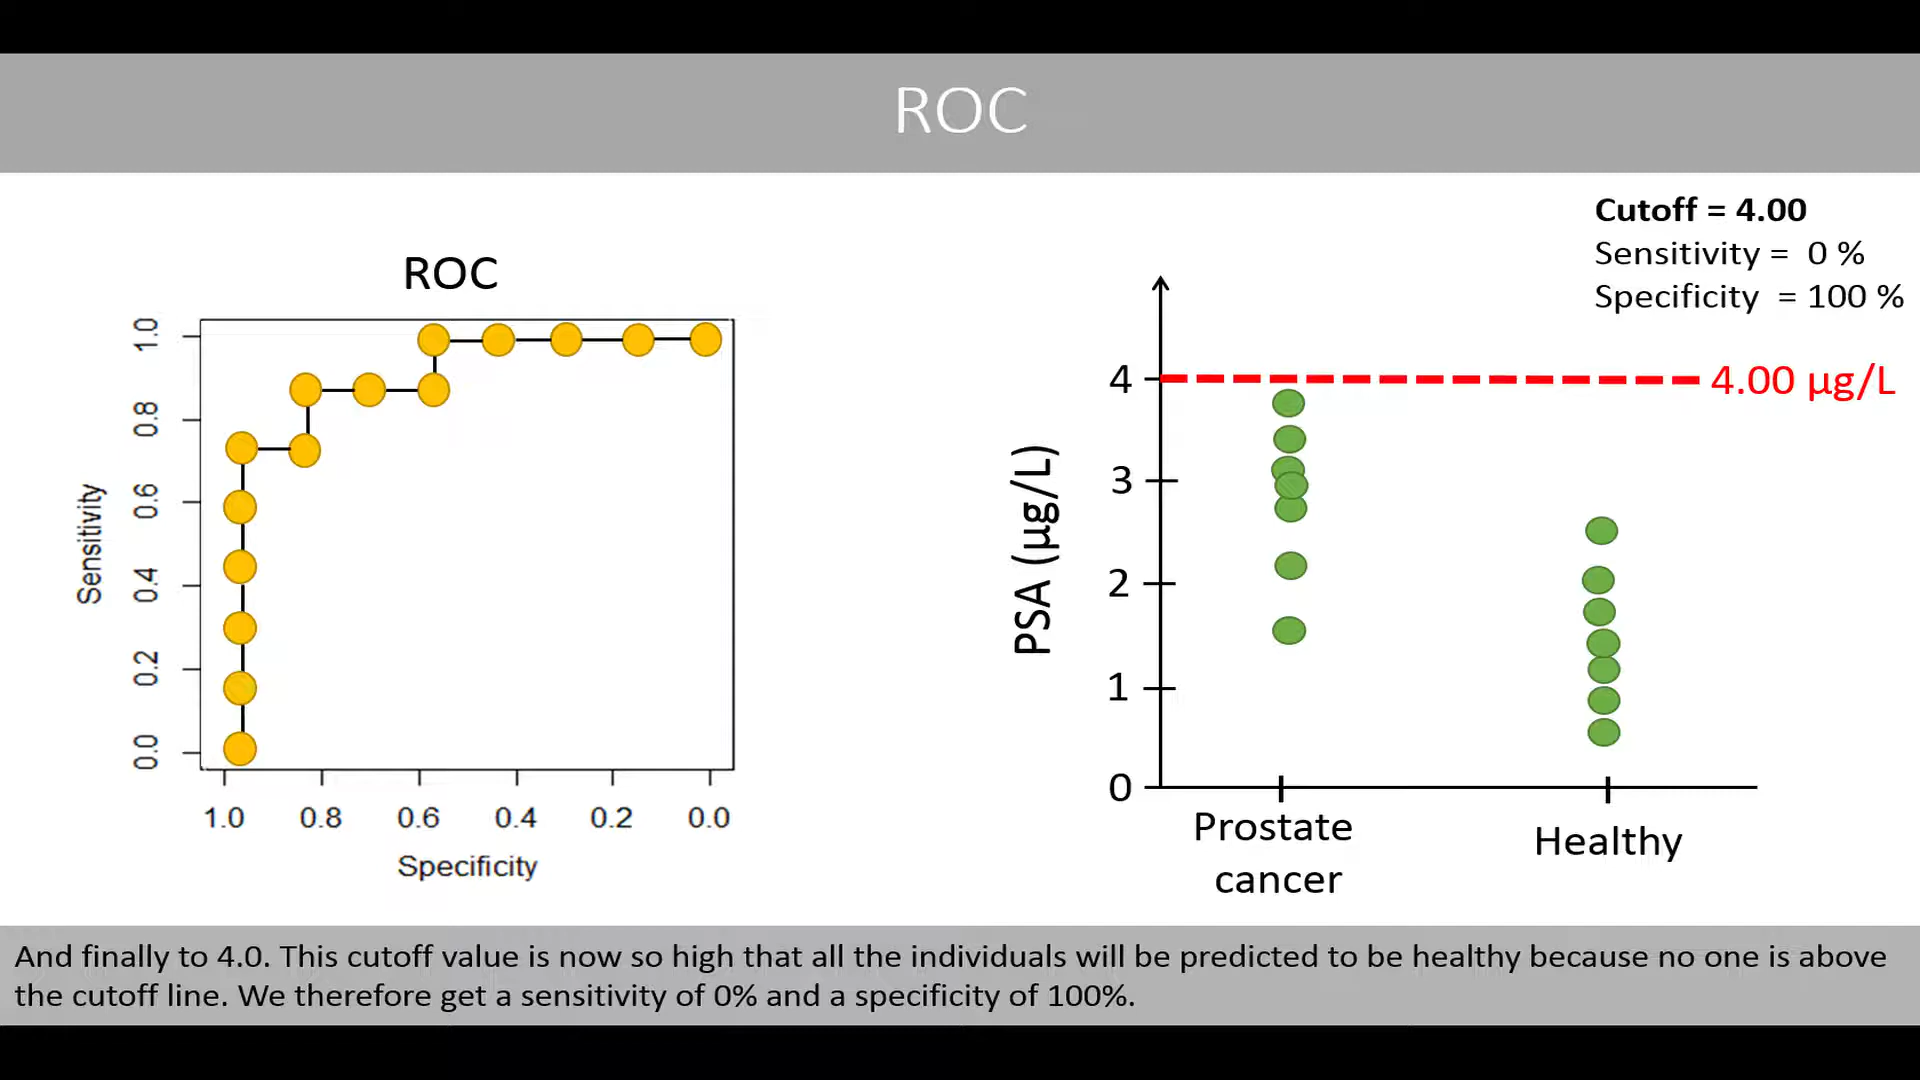 ROC
Cutoff = 4.00
Sensitivity = 0 %
Specificity = 100 %
ROC
1.0
0.8
0.6
0.4
0.2
0.0
Sensitivity
1.0 0.8 0.6 0.4 0.2 0.0
Specificity
4.00 µg/L
4
3
2
1
0
PSA (µg/L)
Prostate
cancer
Healthy
And finally to 4.0. This cutoff value is now so high that all the individuals will be predicted to be healthy because no one is above
the cutoff line. We therefore get a sensitivity of 0% and a specificity of 100%.